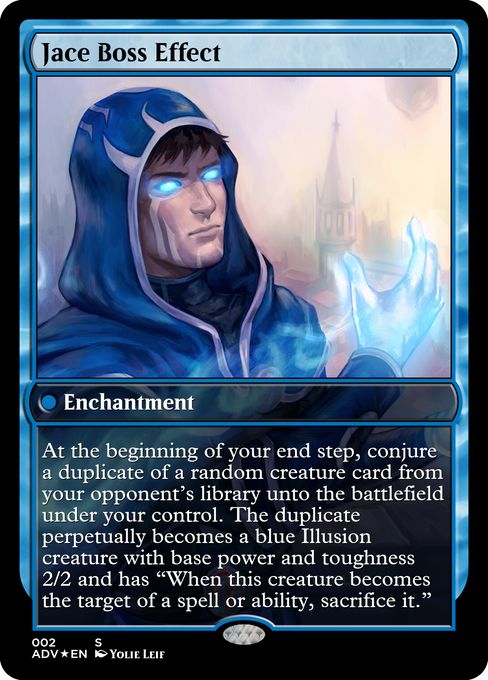 Jace Boss Effect
Enchantment
At the beginning of your end step, conjure
a duplicate of a random creature card from
your opponent's library unto the battlefield
under your control. The duplicate
perpetually becomes a blue Illusion
creature with base power and toughness
2/2 and has “When this creature becomes
the target of a spell or ability, sacrifice it.”
002 S
ADV★EN Yolie Leif